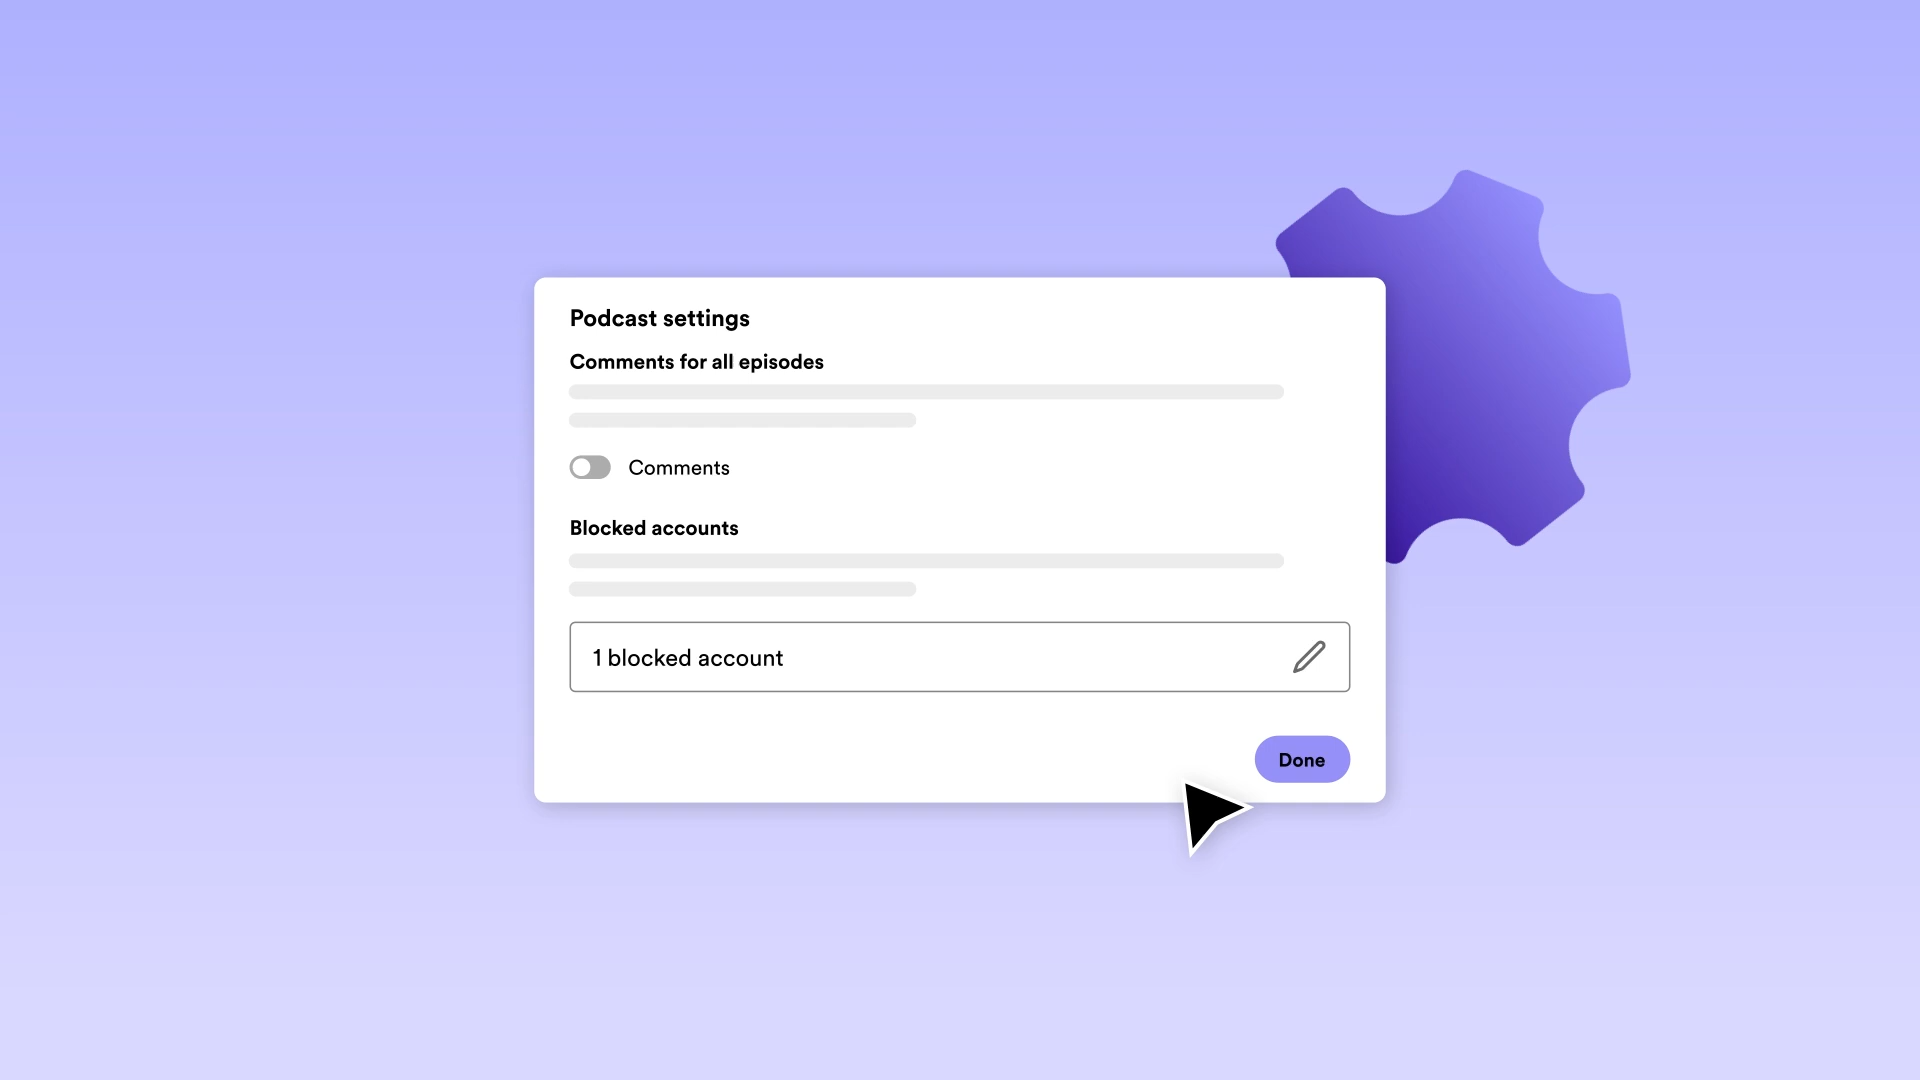 Podcast settings
Comments for all episodes
Comments
Blocked accounts
1 blocked account
Done